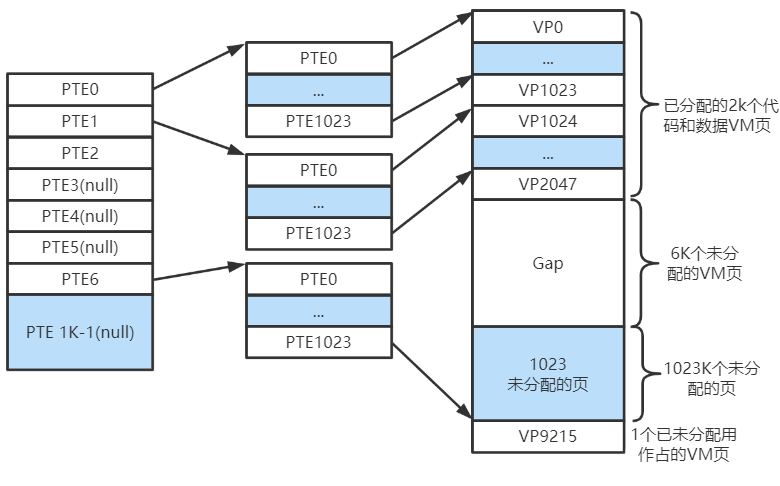 PTE0
PTE1
PTE2
PTE3(null)
PTE4(null)
PTE5(null)
PTE6
PTE 1K-1(null)
PTE0
...
PTE1023
PTE0
...
PTE1023
PTE0
...
PTE1023
VP0
...
VP1023
VP1024
...
VP2047
Gap
1023
未分配的页
VP9215
已分配的2k个代
码和数据VM页
6K个未分
配的VM页
1023K个未分
配的页
1个已未分配用
作占的VM页